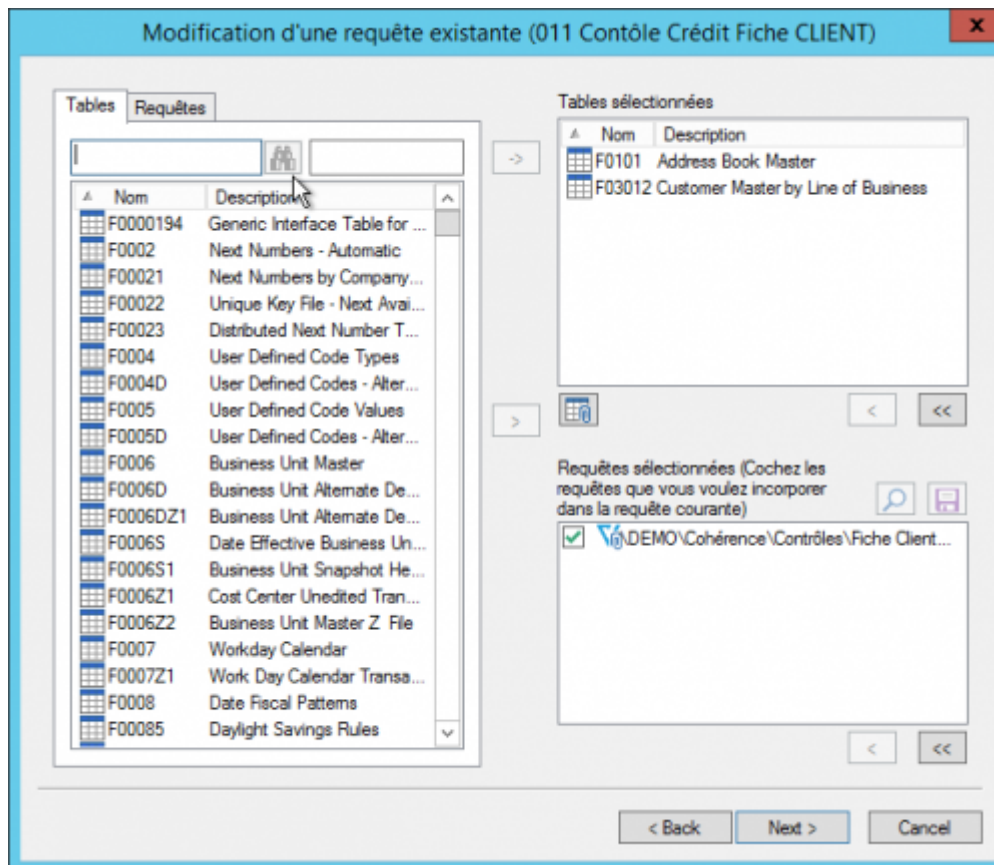 Modification d'une requête existante (011 Contôle Crédit Fiche CLIENT)
x
Tables Requêtes
Nom Description
F0000194 Generic Interface Table for ...
F0002 Next Numbers - Automatic
F00021 Next Numbers by Company...
F00022 Unique Key File - Next Avai...
F00023 Distributed Next Number T...
F0004 User Defined Code Types
F0004D User Defined Codes - Alter...
F0005 User Defined Code Values
F0005D User Defined Codes - Alter...
F0006 Business Unit Master
F0006D Business Unit Alternate De...
F0006DZ1 Business Unit Alternate De...
F0006S Date Effective Business Un...
F0006S1 Business Unit Snapshot He...
F0006Z1 Cost Center Unedited Tran...
F0006Z2 Business Unit Master Z File
F0007 Workday Calendar
F0007Z1 Work Day Calendar Transa...
F0008 Date Fiscal Patterns
F00085 Daylight Savings Rules
->
>
Tables sélectionnées
Nom Description
F0101 Address Book Master
F03012 Customer Master by Line of Business
< <<
Requêtes sélectionnées (Cochez les
requêtes que vous voulez incorporer
dans la requête courante)
\DEMO\Cohérence\Contrôles\Fiche Client...
< <<
< Back Next > Cancel